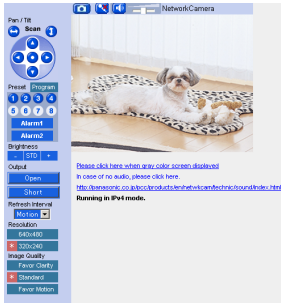 Pan / Tilt
Scan
NetworkCamera
Preset Program
1 2 3 4
5 6 7 8
Alarm1
Alarm2
Brightness
- STD +
Output
Open
Short
Refresh Interval
Motion
Resolution
640x480
* 320x240
Image Quality
Favor Clarity
* Standard
Favor Motion
Please click here when gray color screen displayed
In case of no audio, please click here.
http://panasonic.co.jp/pcc/products/en/netwkcam/technic/sound/index.html
Running in IPv4 mode.